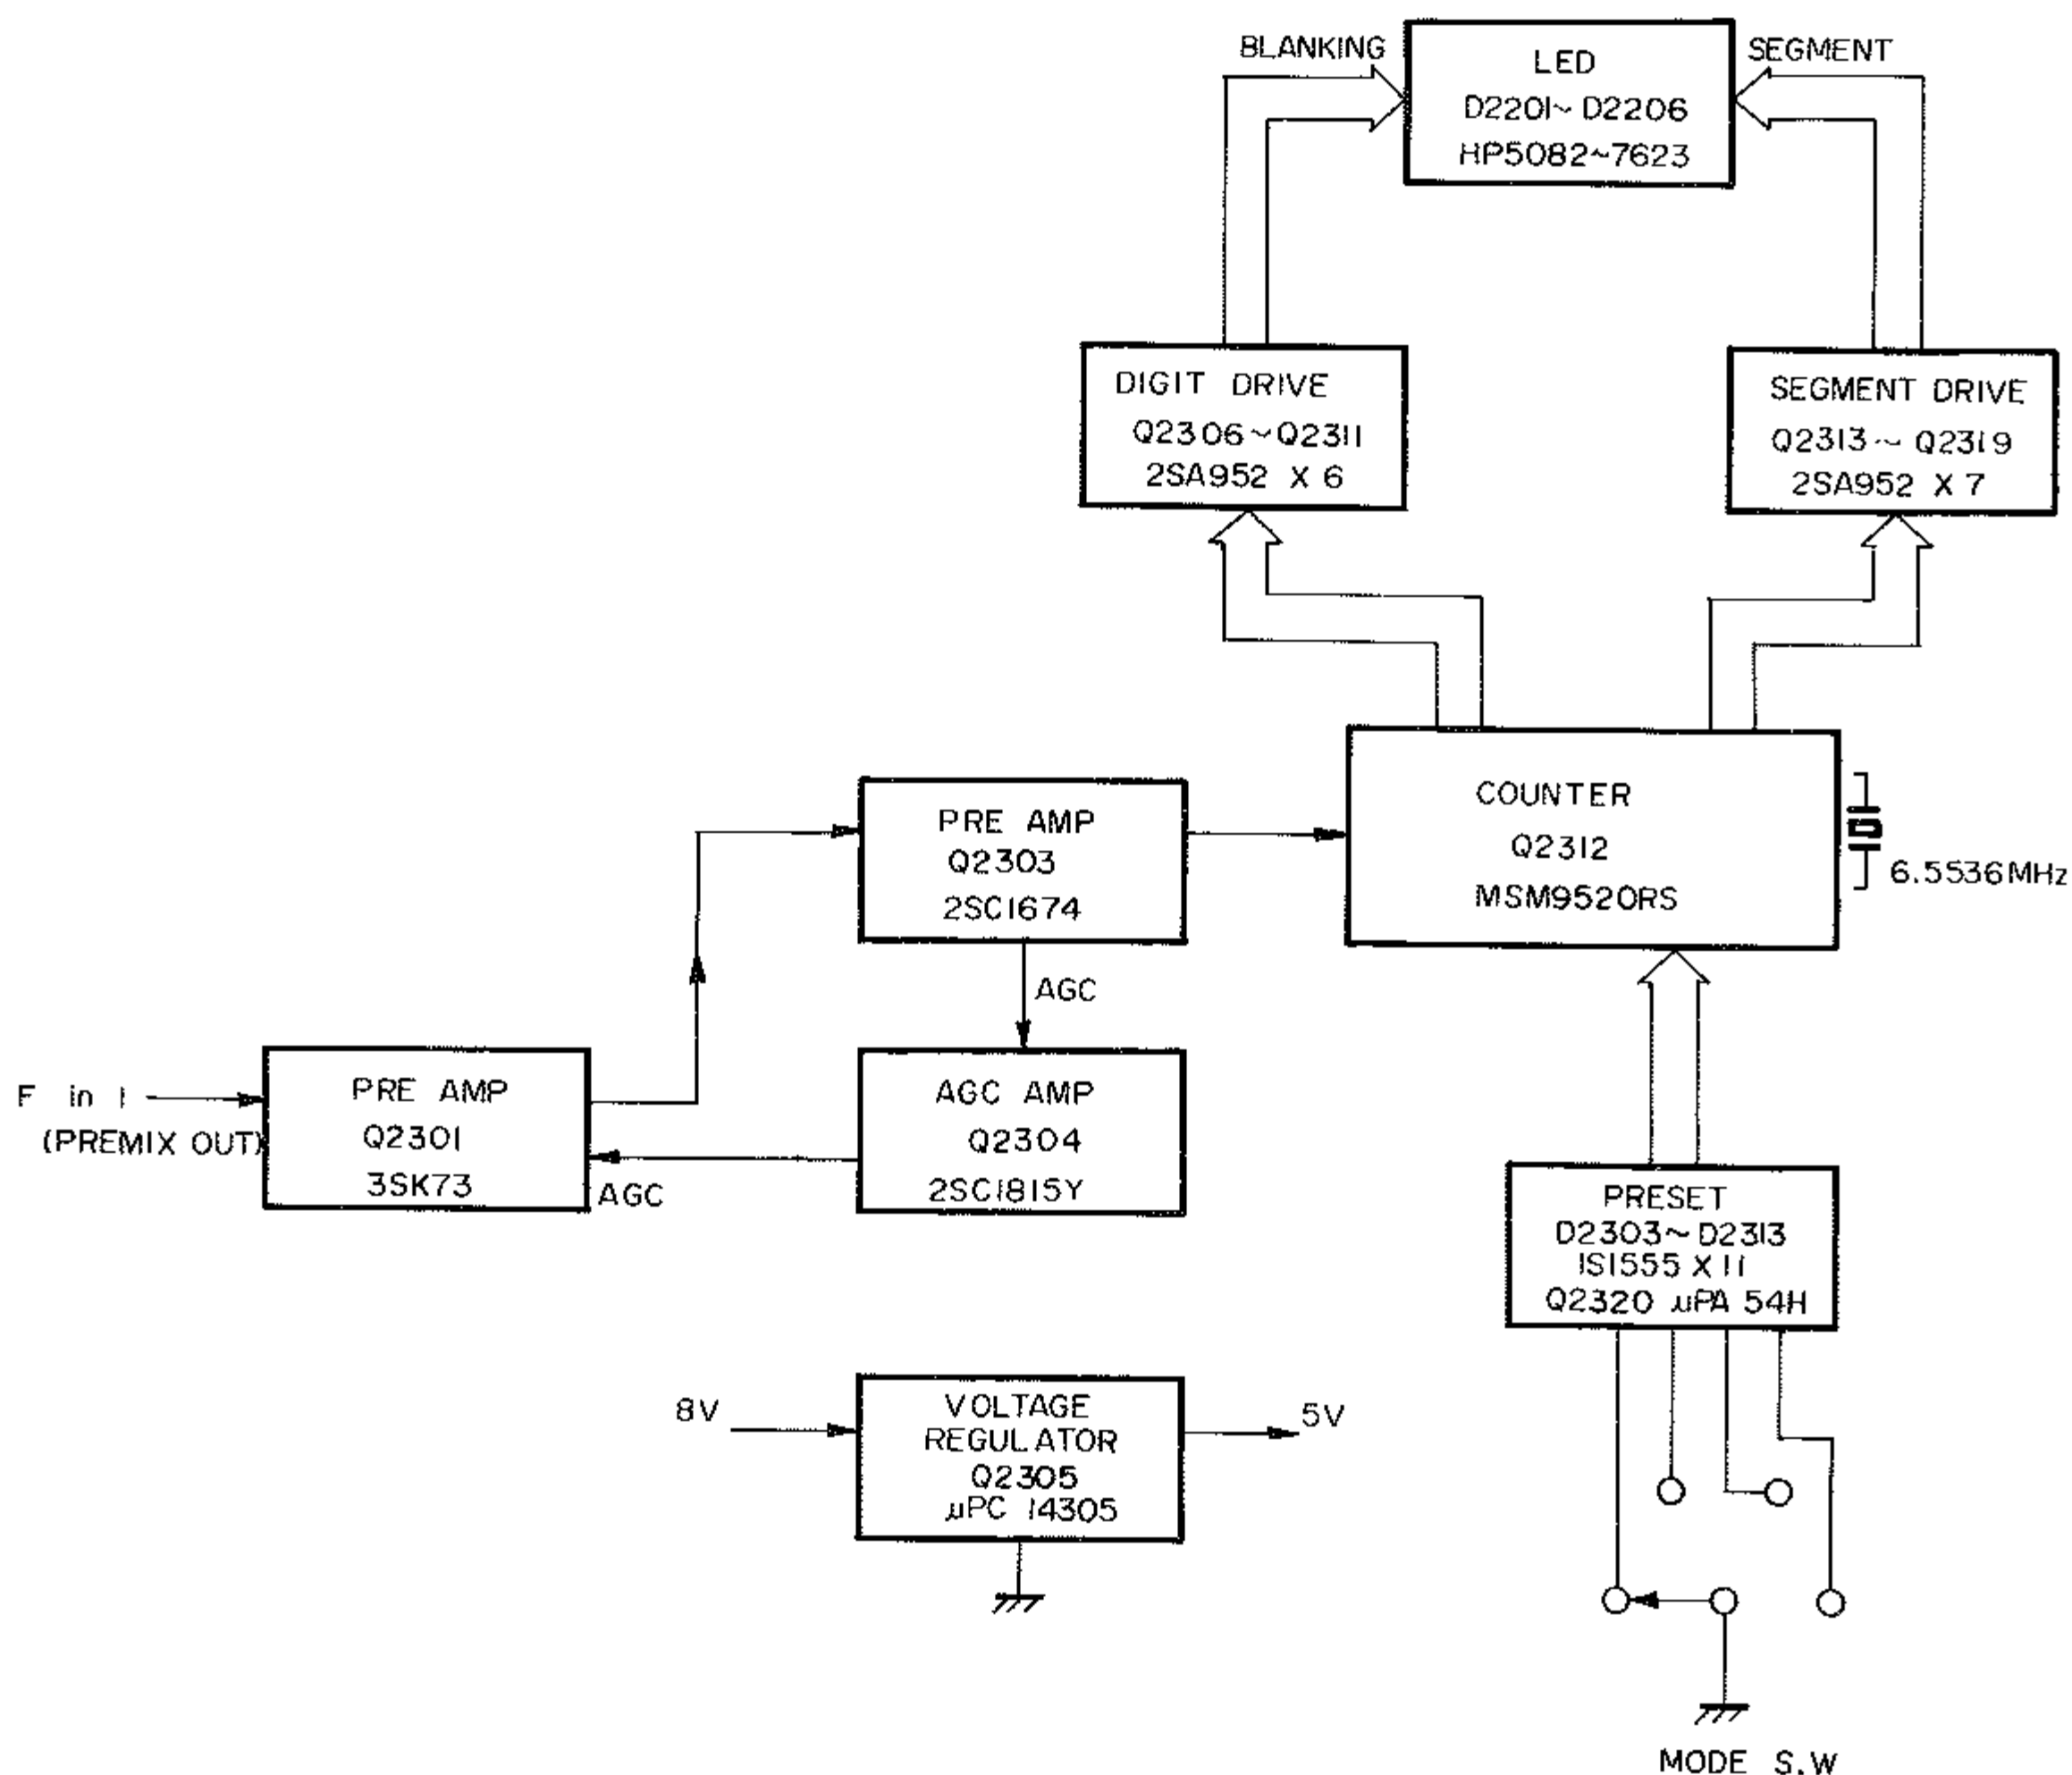 BLANKING
LED
D2201~D2206
HP5082~7623
SEGMENT
DIGIT DRIVE
Q2306~Q2311
2SA952 X 6
SEGMENT DRIVE
Q2313~Q2319
2SA952 X 7
PRE AMP
Q2303
2SC1674
COUNTER
Q2312
MSM9520RS
6.5536MHz
AGC
F in 1
(PREMIX OUT)
PRE AMP
Q2301
3SK73
AGC
AGC AMP
Q2304
2SC1815Y
PRESET
D2303~D2313
1S1555 X 11
Q2320 µPA 54H
8V
VOLTAGE
REGULATOR
Q2305
µPC 14305
5V
MODE S.W